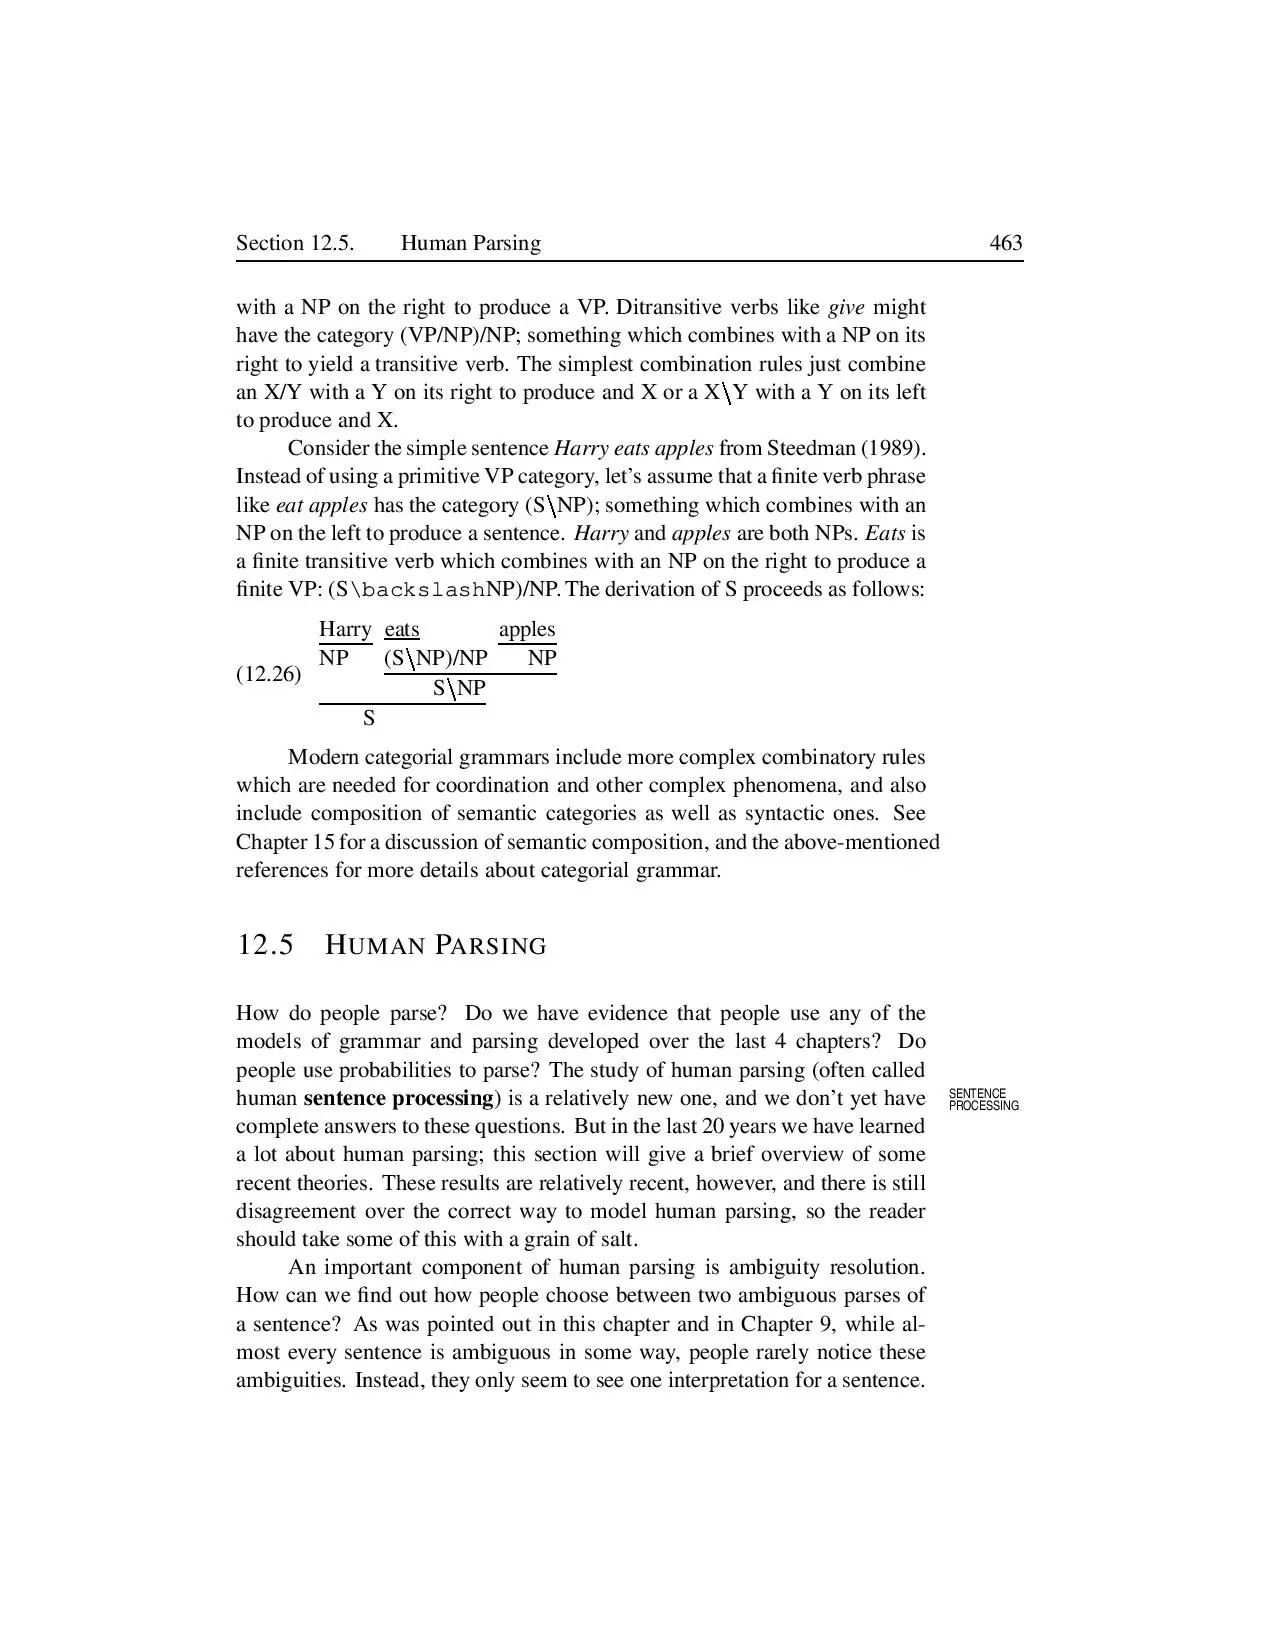 Section 12.5. Human Parsing 463
with a NP on the right to produce a VP. Ditransitive verbs like give might
have the category (VP/NP)/NP; something which combines with a NP on its
right to yield a transitive verb. The simplest combination rules just combine
an X/Y with a Y on its right to produce and X or a X\Y with a Y on its left
to produce and X.
Consider the simple sentence Harry eats apples from Steedman (1989).
Instead of using a primitive VP category, let's assume that a finite verb phrase
like eat apples has the category (S\NP); something which combines with an
NP on the left to produce a sentence. Harry and apples are both NPs. Eats is
a finite transitive verb which combines with an NP on the right to produce a
finite VP: (S\backslashNP)/NP. The derivation of S proceeds as follows:
Harry eats apples
NP (S\NP)/NP NP
(12.26)
S\NP
S
Modern categorial grammars include more complex combinatory rules
which are needed for coordination and other complex phenomena, and also
include composition of semantic categories as well as syntactic ones. See
Chapter 15 for a discussion of semantic composition, and the above-mentioned
references for more details about categorial grammar.
12.5 HUMAN PARSING
How do people parse? Do we have evidence that people use any of the
models of grammar and parsing developed over the last 4 chapters? Do
people use probabilities to parse? The study of human parsing (often called
human sentence processing) is a relatively new one, and we don't yet have
SENTENCE
PROCESSING
complete answers to these questions. But in the last 20 years we have learned
a lot about human parsing; this section will give a brief overview of some
recent theories. These results are relatively recent, however, and there is still
disagreement over the correct way to model human parsing, so the reader
should take some of this with a grain of salt.
An important component of human parsing is ambiguity resolution.
How can we find out how people choose between two ambiguous parses of
a sentence? As was pointed out in this chapter and in Chapter 9, while al-
most every sentence is ambiguous in some way, people rarely notice these
ambiguities. Instead, they only seem to see one interpretation for a sentence.